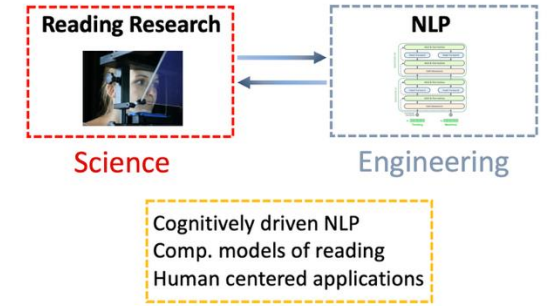 Reading Research
NLP
Science
Engineering
Cognitively driven NLP
Comp. models of reading
Human centered applications